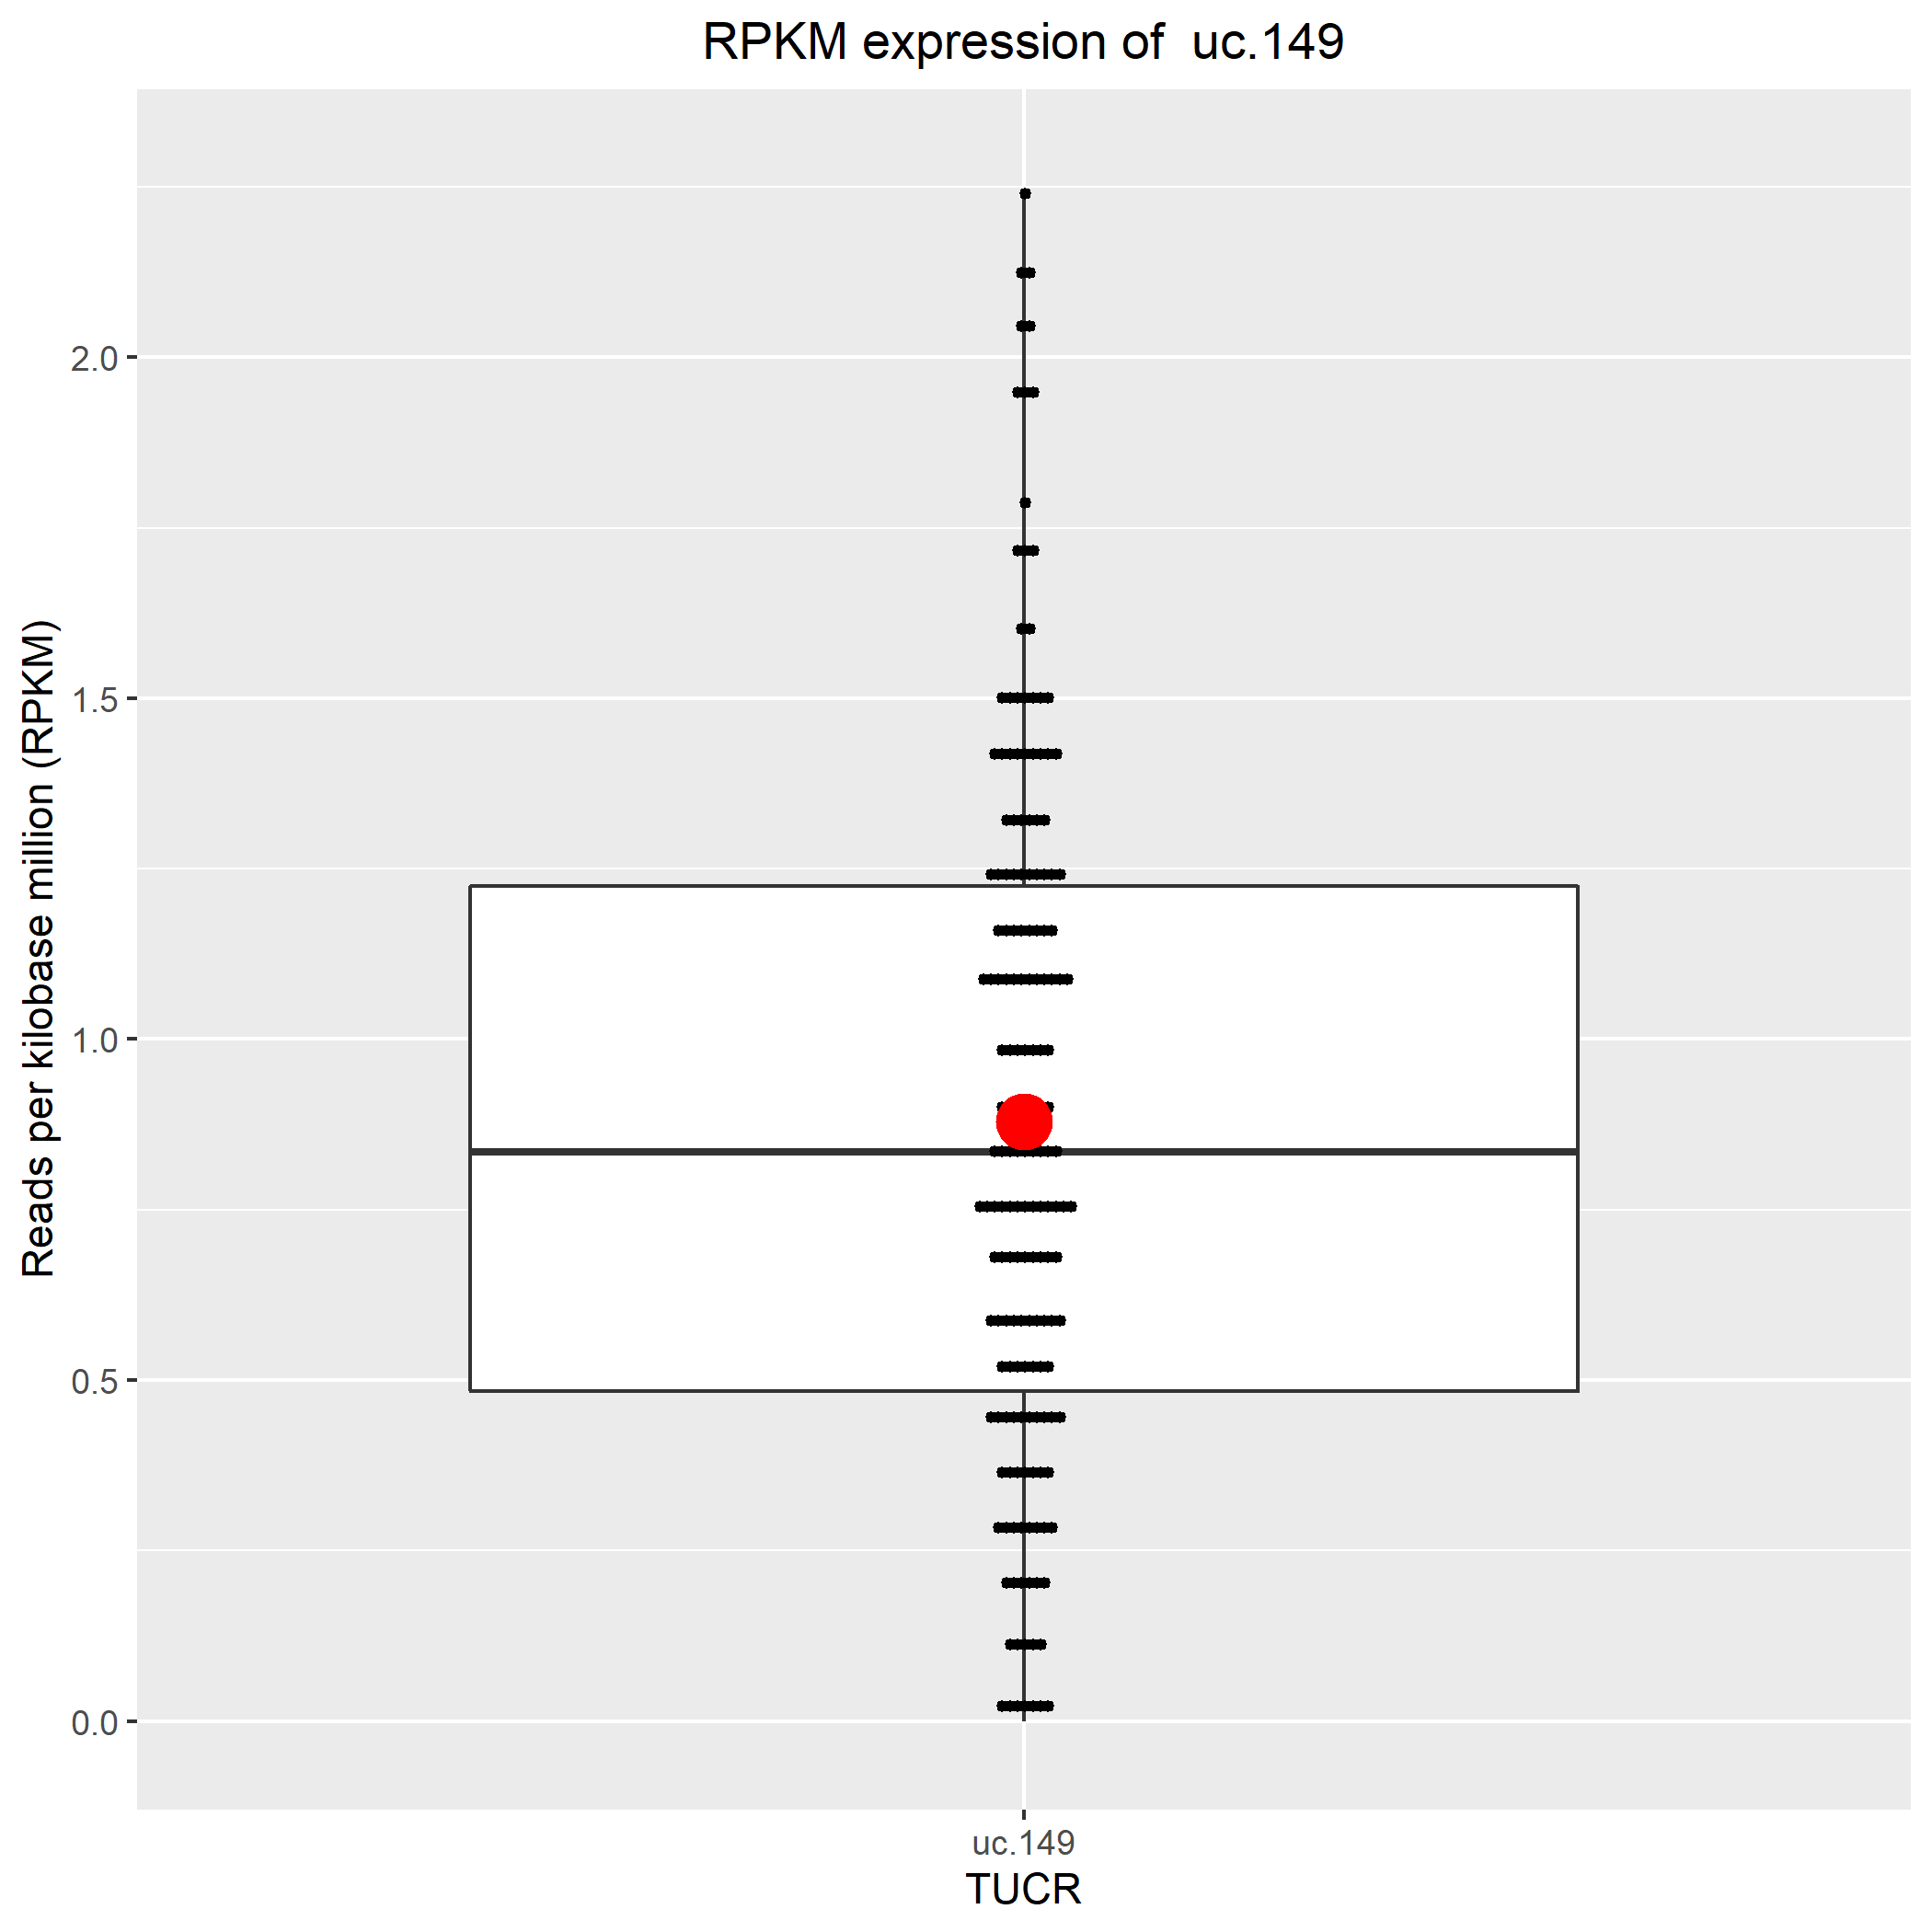 RPKM expression of  uc.149
Reads per kilobase million (RPKM)
2.0
1.5
1.0
0.5
0.0
uc.149
TUCR